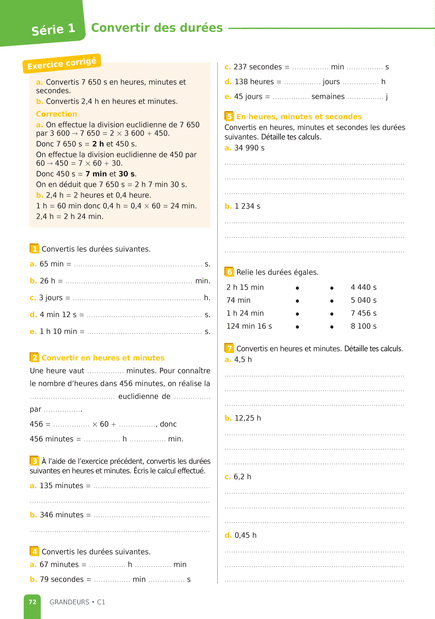 Série 1
Convertir des durées
Exercice corrigé
a. Convertis 7 650 s en heures, minutes et
secondes.
b. Convertis 2,4 h en heures et minutes.
Correction:
a. On effectue la division euclidienne de 7 650
par 3 600 → 7 650 = 2 × 3 600 + 450.
Donc 7 650 s = 2 h et 450 s.
On effectue la division euclidienne de 450 par
60 → 450 = 7 × 60 + 30.
Donc 450 s = 7 min et 30 s.
On en déduit que 7 650 s = 2 h 7 min 30 s.
b. 2,4 h = 2 heures et 0,4 heure.
1 h = 60 min donc 0,4 h = 0,4 × 60 = 24 min.
2,4 h = 2 h 24 min.
1 Convertis les durées suivantes.
a. 65 min = ........ s.
b. 26 h = ........ min.
c. 3 jours = ........ h.
d. 4 min 12 s = ........ s.
e. 1 h 10 min = ........ s.
2 Convertir en heures et minutes
Une heure vaut ........ minutes. Pour connaître
le nombre d'heures dans 456 minutes, on réalise la
........ euclidienne de ........
par ........
456 = ........ × 60 + ........, donc
456 minutes = ........ h ........ min.
3 À l'aide de l'exercice précédent, convertis les durées
suivantes en heures et minutes. Écris le calcul effectué.
a. 135 minutes = ........
b. 346 minutes = ........
4 Convertis les durées suivantes.
a. 67 minutes = ........ h ........ min
b. 79 secondes = ........ min ........ s
c. 237 secondes = ........ min ........ s
d. 138 heures = ........ jours ........ h
e. 45 jours = ........ semaines ........ j
5 En heures, minutes et secondes
Convertis en heures, minutes et secondes les durées
suivantes. Détaille tes calculs.
a. 34 990 s
b. 1 234 s
6 Relie les durées égales.
2 h 15 min • • 4 440 s
74 min • • 5 040 s
1 h 24 min • • 7 456 s
124 min 16 s • • 8 100 s
7 Convertis en heures et minutes. Détaille tes calculs.
a. 4,5 h
b. 12,25 h
c. 6,2 h
d. 0,45 h
72 GRANDEURS • C1